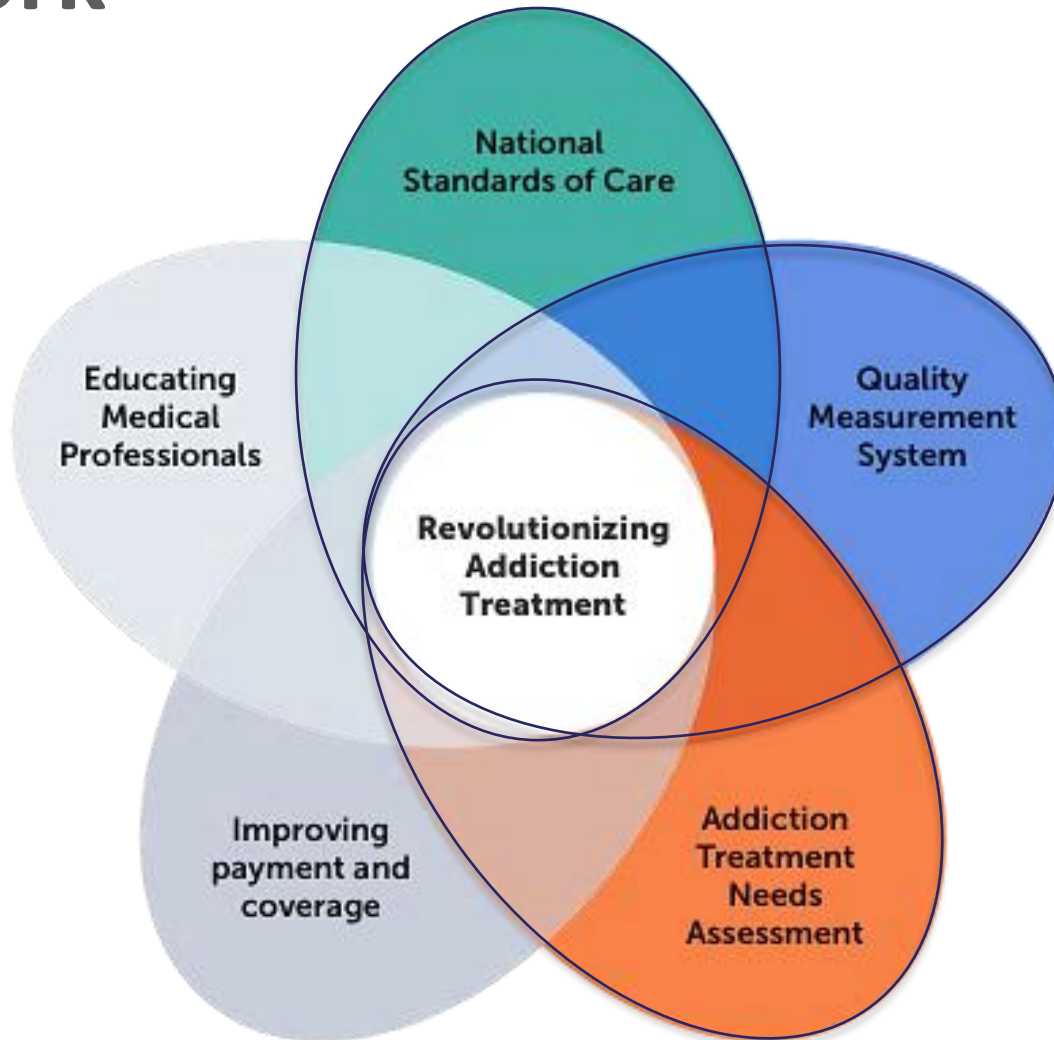 National
Standards of Care
Educating
Medical
Professionals
Quality
Measurement
System
Revolutionizing
Addiction
Treatment
Improving
payment and
coverage
Addiction
Treatment
Needs
Assessment